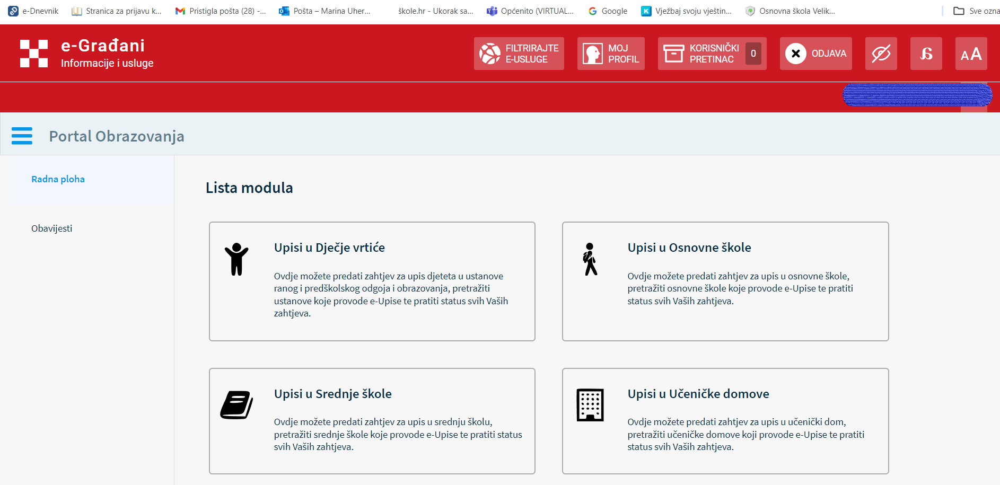 e-Dnevnik
Stranica za prijavu k...
Pristigla pošta (28) -...
Pošta – Marina Uher...
škole.hr - Ukorak sa...
Općenito (VIRTUAL...
Google
Vježbaj svoju vještin...
Osnovna škola Velik...
Sve ozna
e-Građani
Informacije i usluge
FILTRIRAJTE
E-USLUGE
MOJ
PROFIL
KORISNIČKI
PRETINAC
0
ODJAVA
AA
Portal Obrazovanja
Radna ploha
Obavijesti
Lista modula
Upisi u Dječje vrtiće
Ovdje možete predati zahtjev za upis djeteta u ustanove
ranog i predškolskog odgoja i obrazovanja, pretražiti
ustanove koje provode e-Upise te pratiti status svih Vaših
zahtjeva.
Upisi u Osnovne škole
Ovdje možete predati zahtjev za upis u osnovne škole,
pretražiti osnovne škole koje provode e-Upise te pratiti
status svih Vaših zahtjeva.
Upisi u Srednje škole
Ovdje možete predati zahtjev za upis u srednju školu,
pretražiti srednje škole koje provode e-Upise te pratiti status
svih Vaših zahtjeva.
Upisi u Učeničke domove
Ovdje možete predati zahtjev za upis u učenički dom,
pretražiti učeničke domove koji provode e-Upise te pratiti
status svih Vaših zahtjeva.